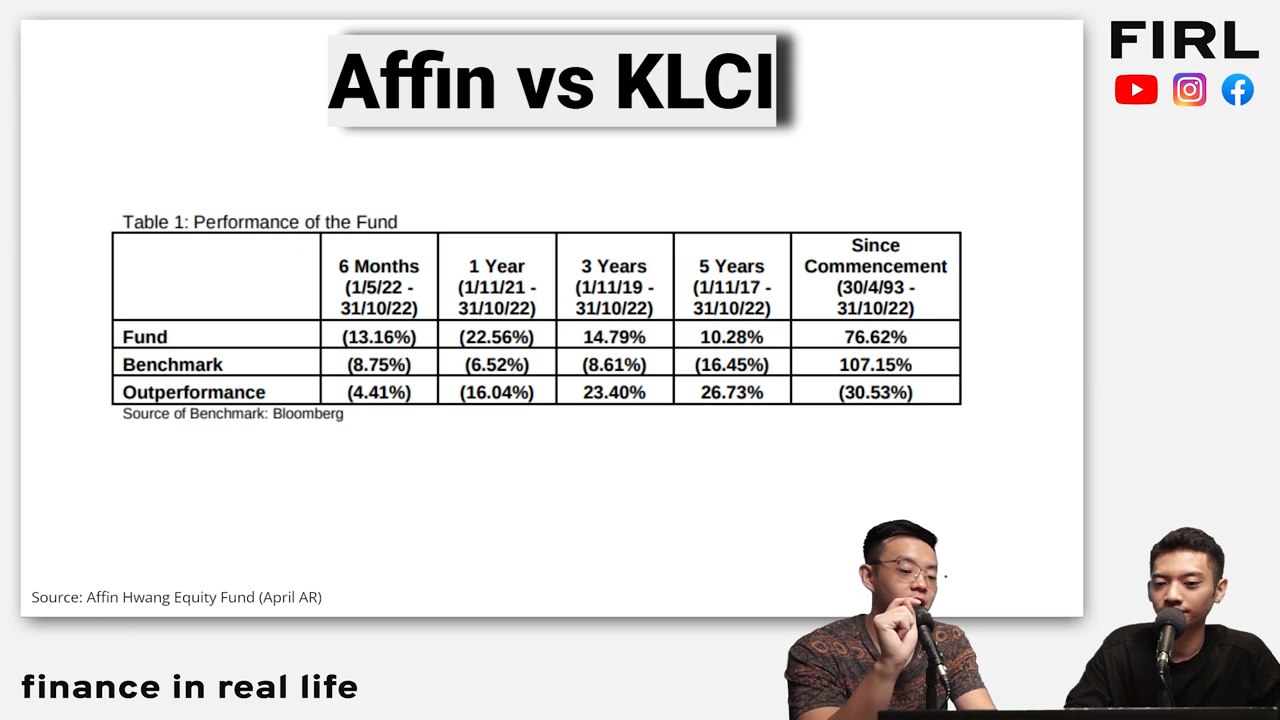 Affin vs KLCI
FIRL
Table 1: Performance of the Fund
6 Months (1/5/22 - 31/10/22)
1 Year (1/11/21 - 31/10/22)
3 Years (1/11/19 - 31/10/22)
5 Years (1/11/17 - 31/10/22)
Since Commencement (30/4/93 - 31/10/22)
Fund (13.16%) (22.56%) 14.79% 10.28% 76.62%
Benchmark (8.75%) (6.52%) (8.61%) (16.45%) 107.15%
Outperformance (4.41%) (16.04%) 23.40% 26.73% (30.53%)
Source of Benchmark: Bloomberg
Source: Affin Hwang Equity Fund (April AR)
finance in real life